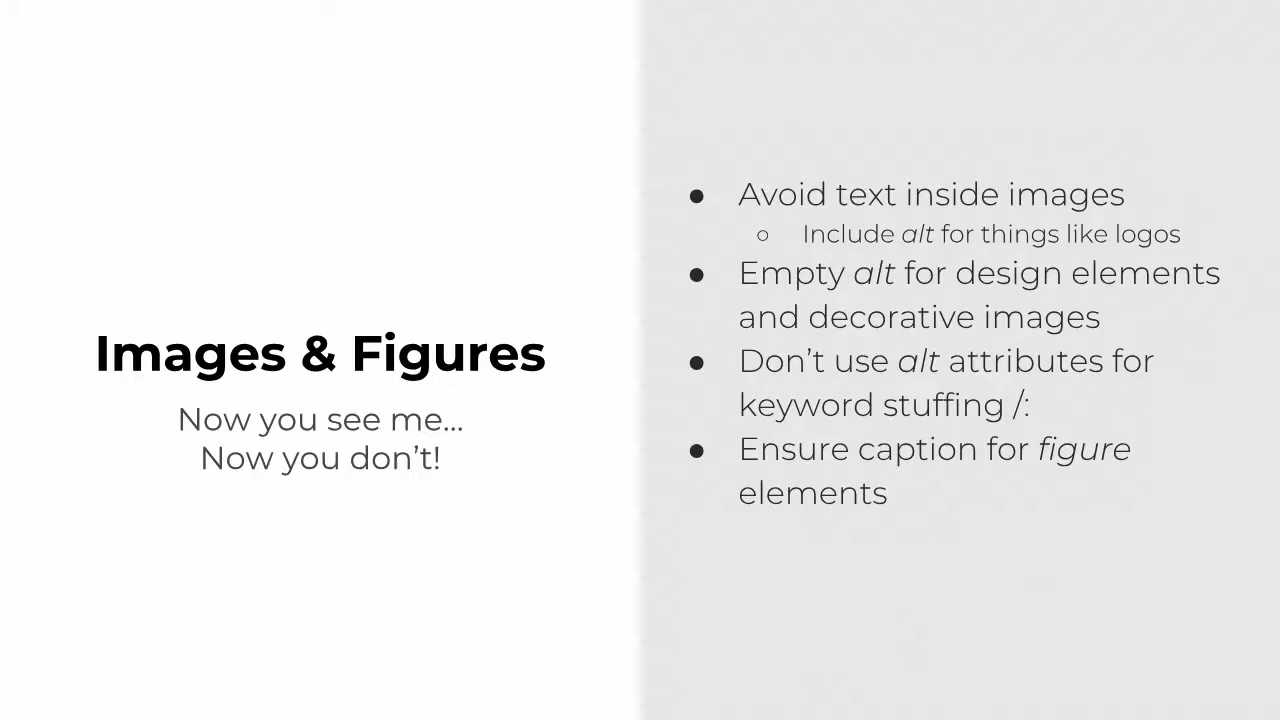 Images & Figures
Now you see me...
Now you don’t!
● Avoid text inside images
○ Include alt for things like logos
● Empty alt for design elements
and decorative images
● Don’t use alt attributes for
keyword stuffing /:
● Ensure caption for figure
elements